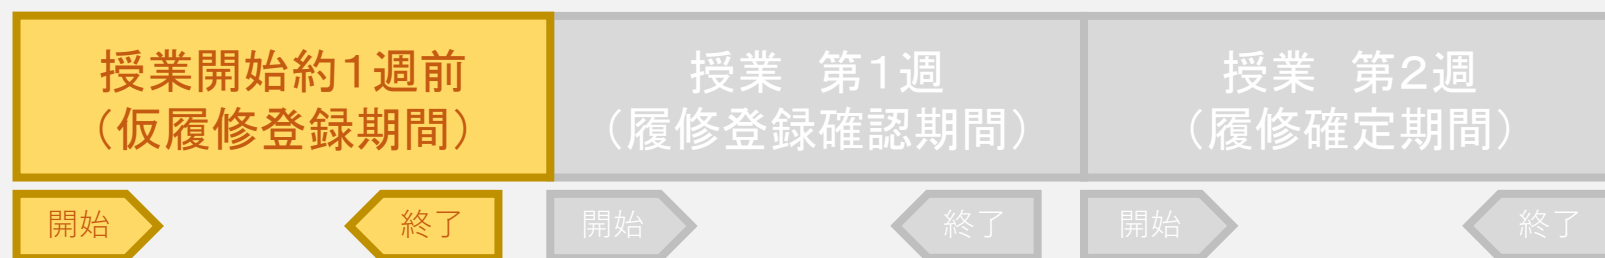 授業開始約1週前
（仮履修登録期間）
授業　第1週
（履修登録確認期間）
授業　第2週
（履修確定期間）
開始
終了
開始
終了
開始
終了